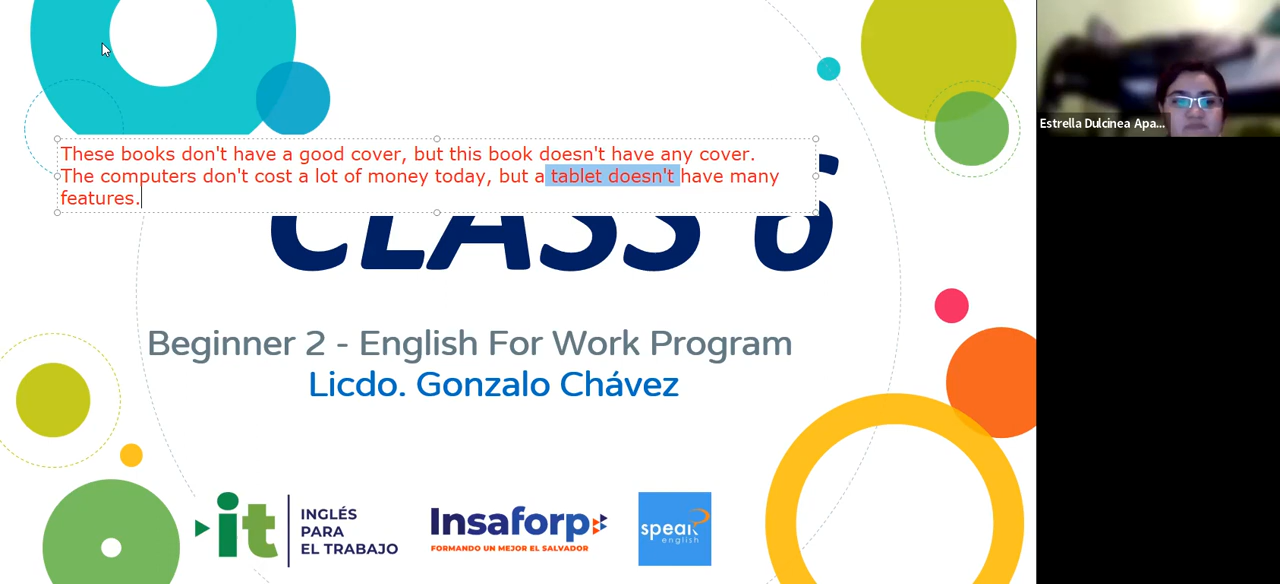 These books don't have a good cover, but this book doesn't have any cover.
The computers don't cost a lot of money today, but a tablet doesn't have many
features.
CLASS 6
Beginner 2 - English For Work Program
Licdo. Gonzalo Chávez
it
INGLÉS
PARA
EL TRABAJO
Insaforp
FORMANDO UN MEJOR EL SALVADOR
speak
english
Estrella Dulcinea Apa...